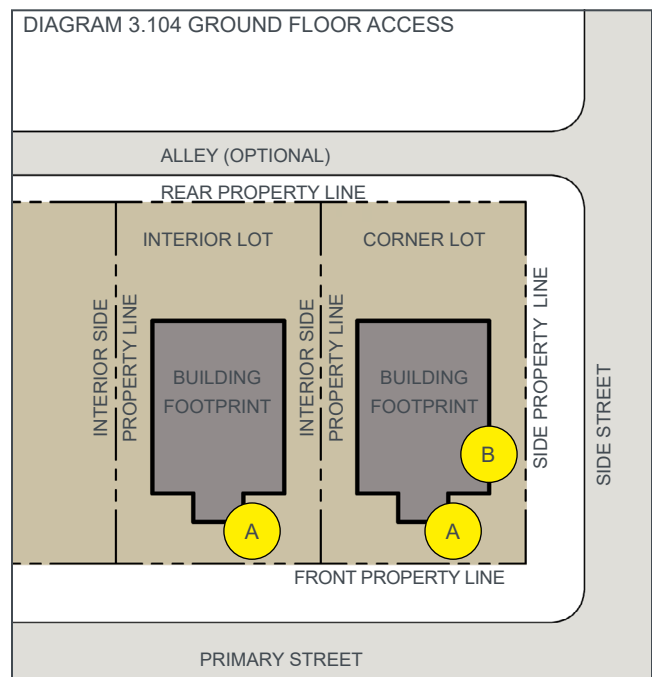 DIAGRAM 3.104 GROUND FLOOR ACCESS
ALLEY (OPTIONAL)
REAR PROPERTY LINE
INTERIOR LOT
CORNER LOT
INTERIOR SIDE
PROPERTY LINE
BUILDING
FOOTPRINT
INTERIOR SIDE
PROPERTY LINE
BUILDING
FOOTPRINT
SIDE PROPERTY LINE
SIDE STREET
B
A
A
FRONT PROPERTY LINE
PRIMARY STREET